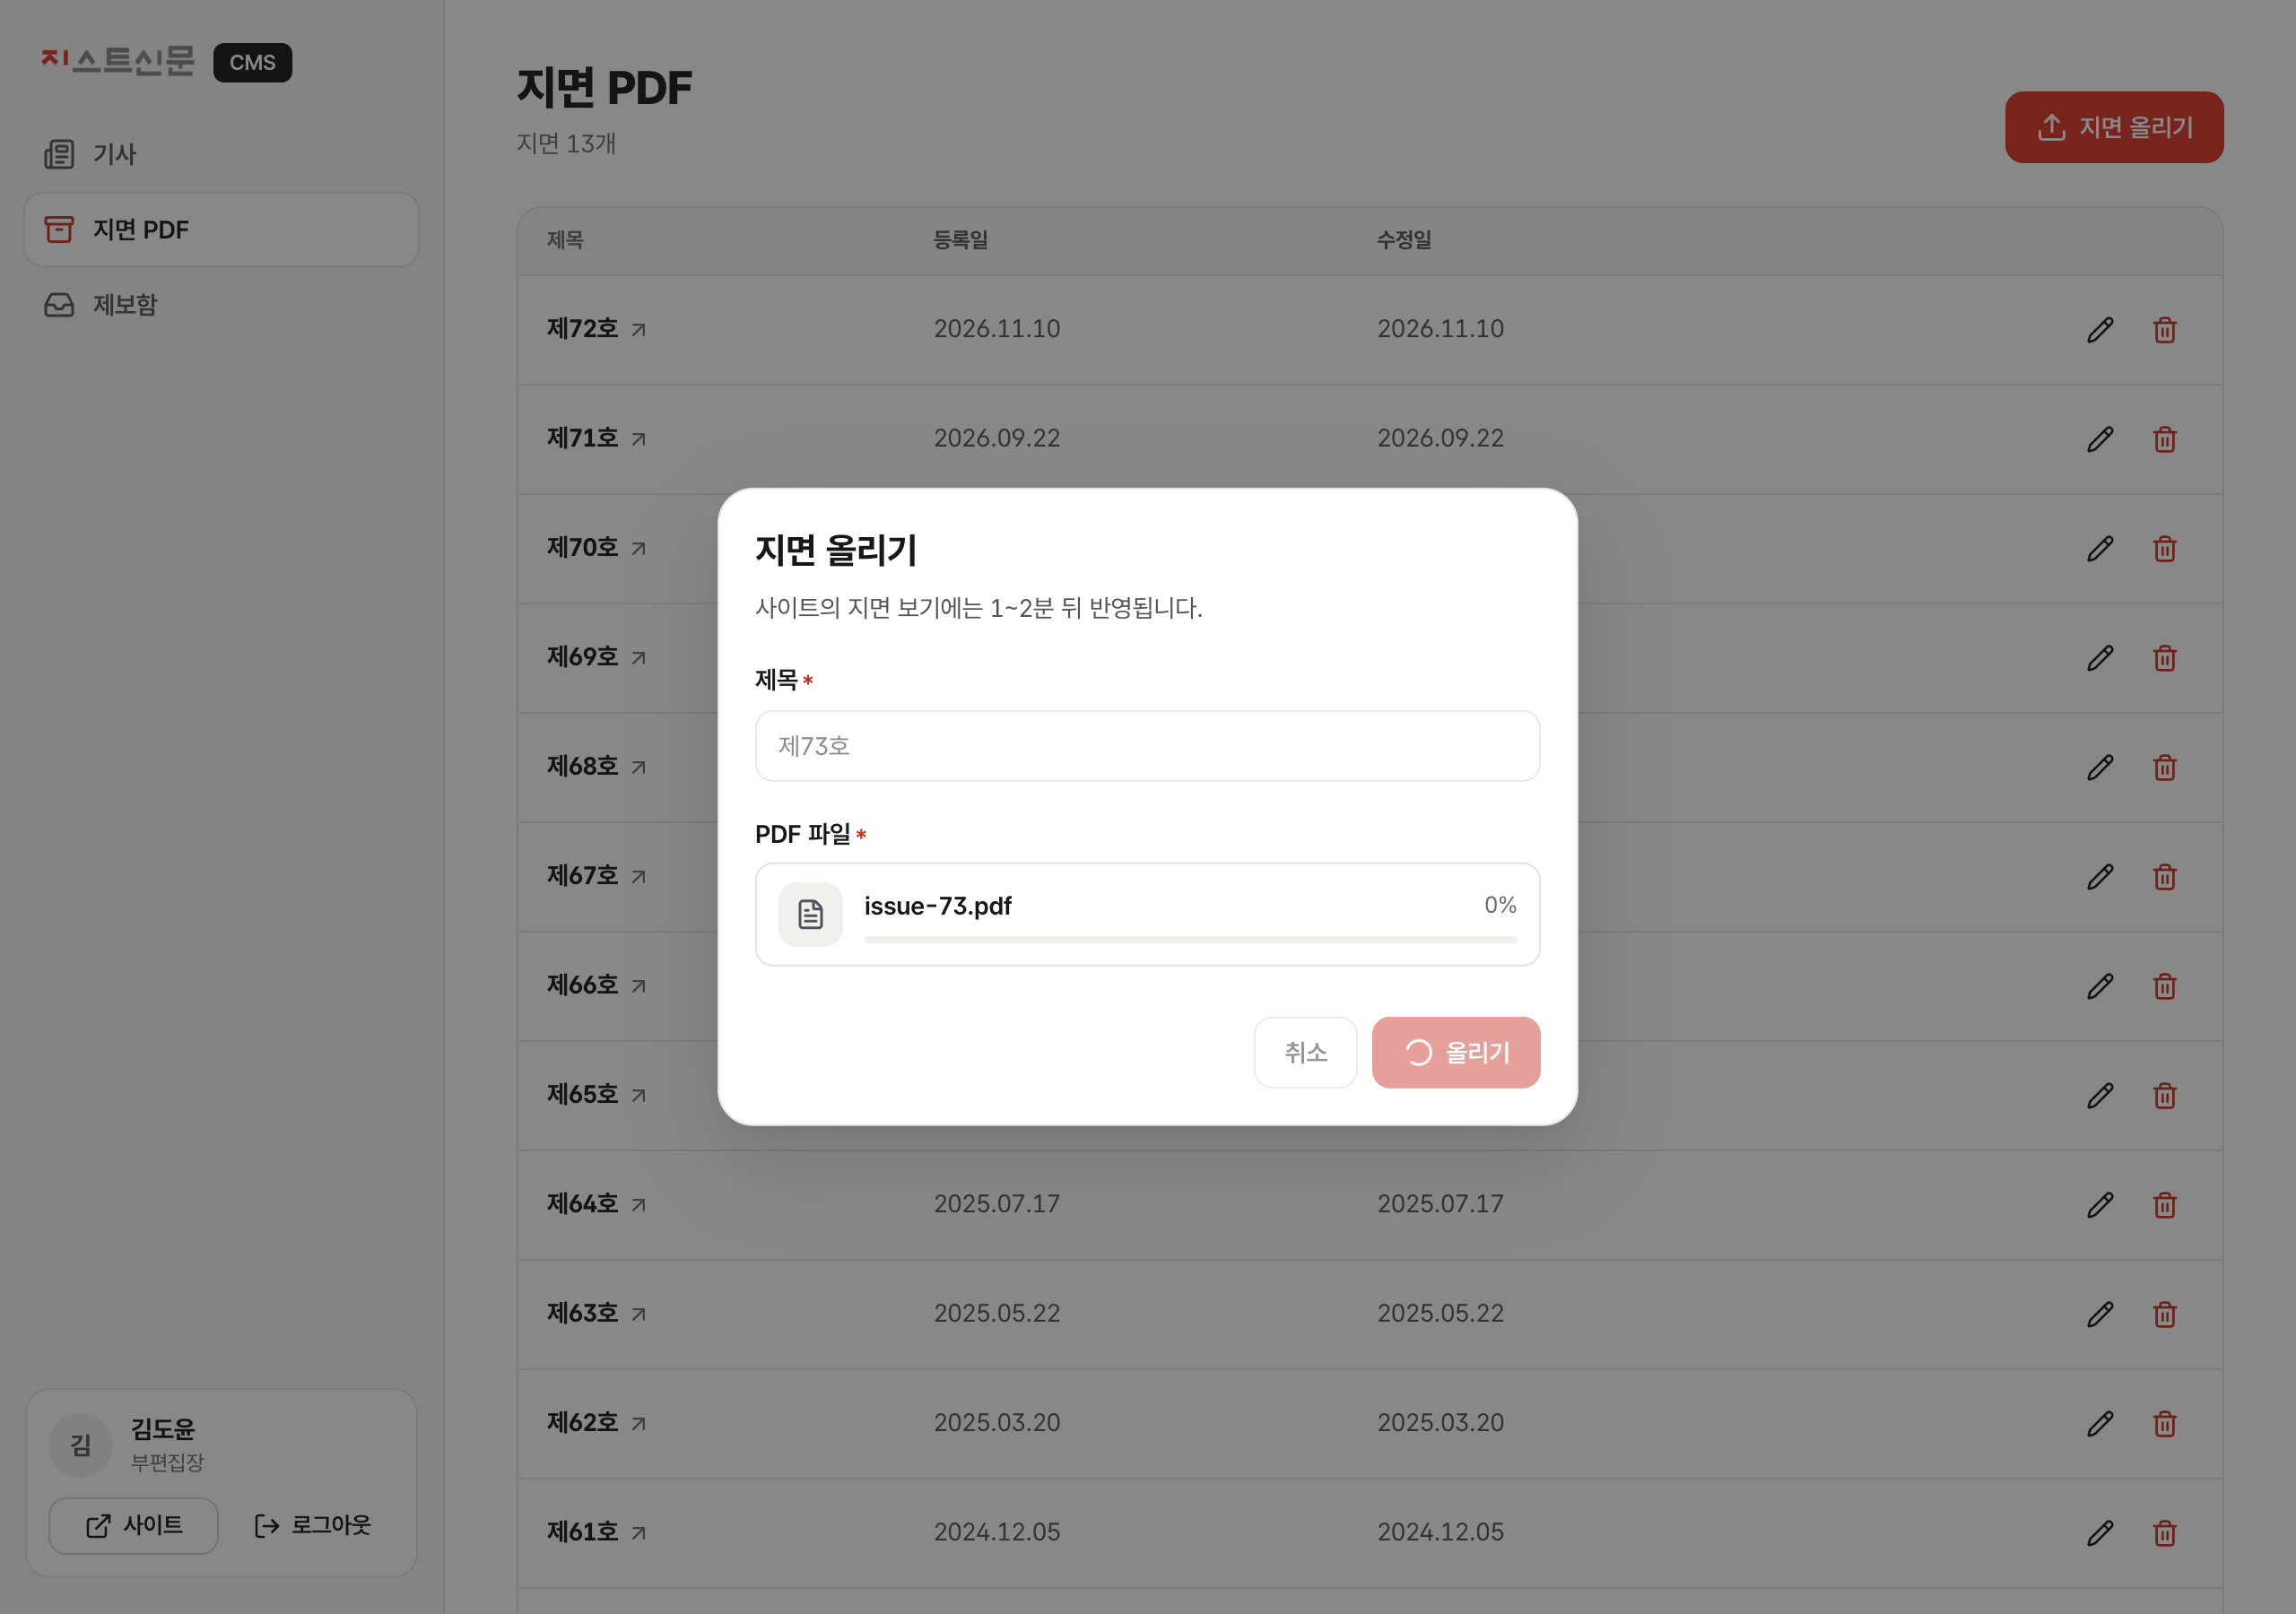 지스트신문 CMS
기사
지면 PDF
제보함
김
김도윤
부편집장
사이트
로그아웃
지면 PDF
지면 13개
지면 올리기
제목 등록일 수정일
제72호 2026.11.10 2026.11.10
제71호 2026.09.22 2026.09.22
제70호
제69호
제68호
제67호
제66호
제65호
제64호 2025.07.17 2025.07.17
제63호 2025.05.22 2025.05.22
제62호 2025.03.20 2025.03.20
제61호 2024.12.05 2024.12.05
지면 올리기
사이트의 지면 보기에는 1~2분 뒤 반영됩니다.
제목*
제73호
PDF 파일*
issue-73.pdf 0%
취소 올리기